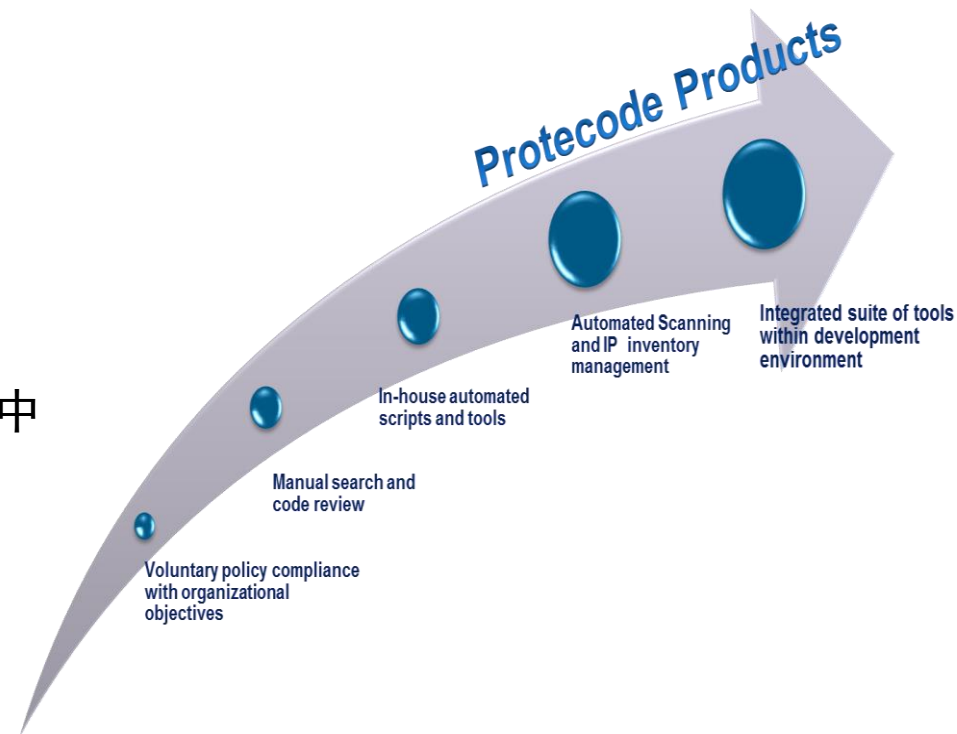 Protecode Products
Integrated suite of tools
within development
environment
Automated Scanning
and IP inventory
management
In-house automated
scripts and tools
中
Manual search and
code review
Voluntary policy compliance
with organizational
objectives